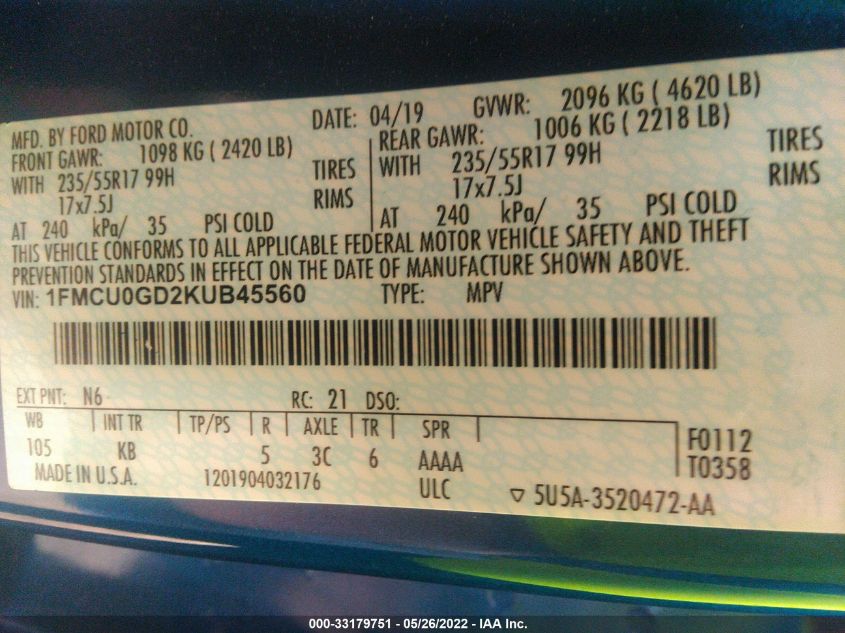 MFD. BY FORD MOTOR CO. DATE: 04/19 GVWR: 2096 KG ( 4620 LB)
FRONT GAWR: 1098 KG ( 2420 LB) REAR GAWR: 1006 KG ( 2218 LB)
WITH 235/55R17 99H TIRES WITH 235/55R17 99H TIRES
17x7.5J RIMS 17x7.5J RIMS
AT 240 kPa/ 35 PSI COLD AT 240 kPa/ 35 PSI COLD
THIS VEHICLE CONFORMS TO ALL APPLICABLE FEDERAL MOTOR VEHICLE SAFETY AND THEFT
PREVENTION STANDARDS IN EFFECT ON THE DATE OF MANUFACTURE SHOWN ABOVE.
VIN: 1FMCU0GD2KUB45560 TYPE: MPV
EXT PNT: N6 RC: 21 DSO:
WB INT TR TP/PS R AXLE TR SPR F0112
105 KB 5 3C 6 AAAA T0358
MADE IN U.S.A. 1201904032176 ULC 5U5A-3520472-AA
000-33179751 - 05/26/2022 - IAA Inc.